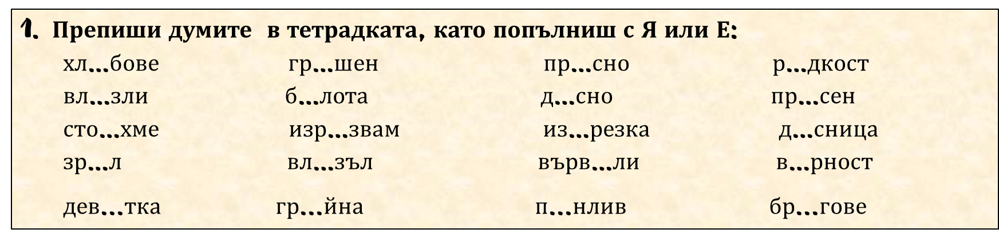 1. Препиши думите в тетрадката, като попълниш с Я или Е:
хл...бове гр...шен пр...сно р...дкост
вл...зли б...лота д...сно пр...сен
сто...хме изр...звам из...резка д...сница
зр...л вл...зъл върв...ли в...рност
дев...тка гр...йна п...нлив бр...гове